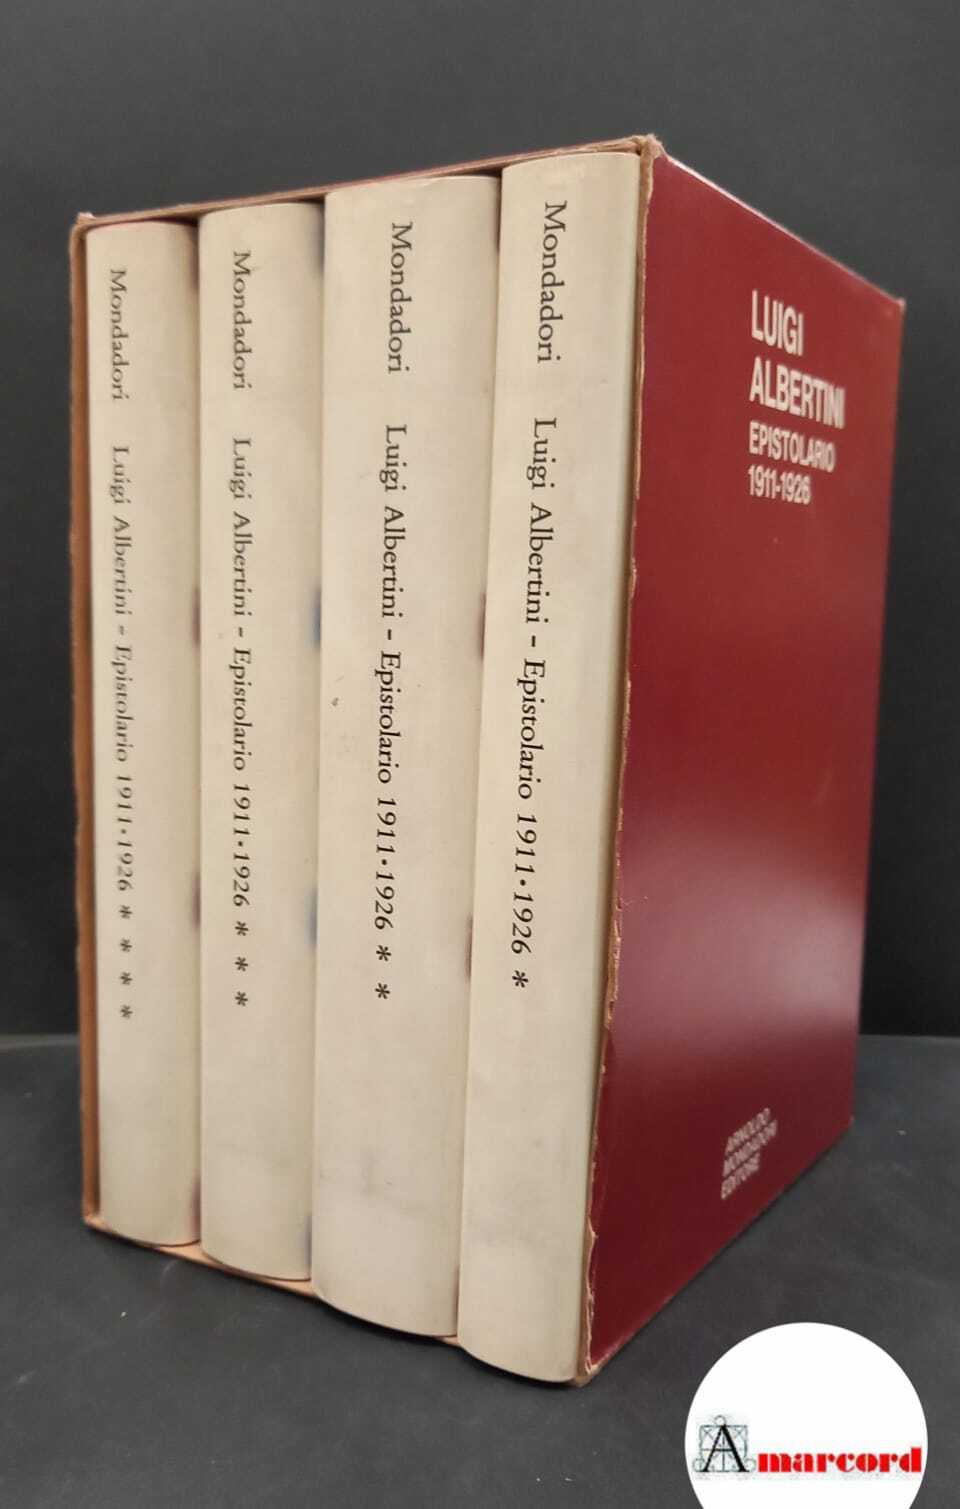 Mondadori Luigi Albertini - Epistolario 1911·1926 * * * *
Mondadori Luigi Albertini - Epistolario 1911·1926 * * *
Mondadori Luigi Albertini - Epistolario 1911·1926 * *
Mondadori Luigi Albertini - Epistolario 1911·1926 *
LUIGI
ALBERTINI
EPISTOLARIO
1911-1926
ARNOLDO
MONDADORI
EDITORE
Amarcord